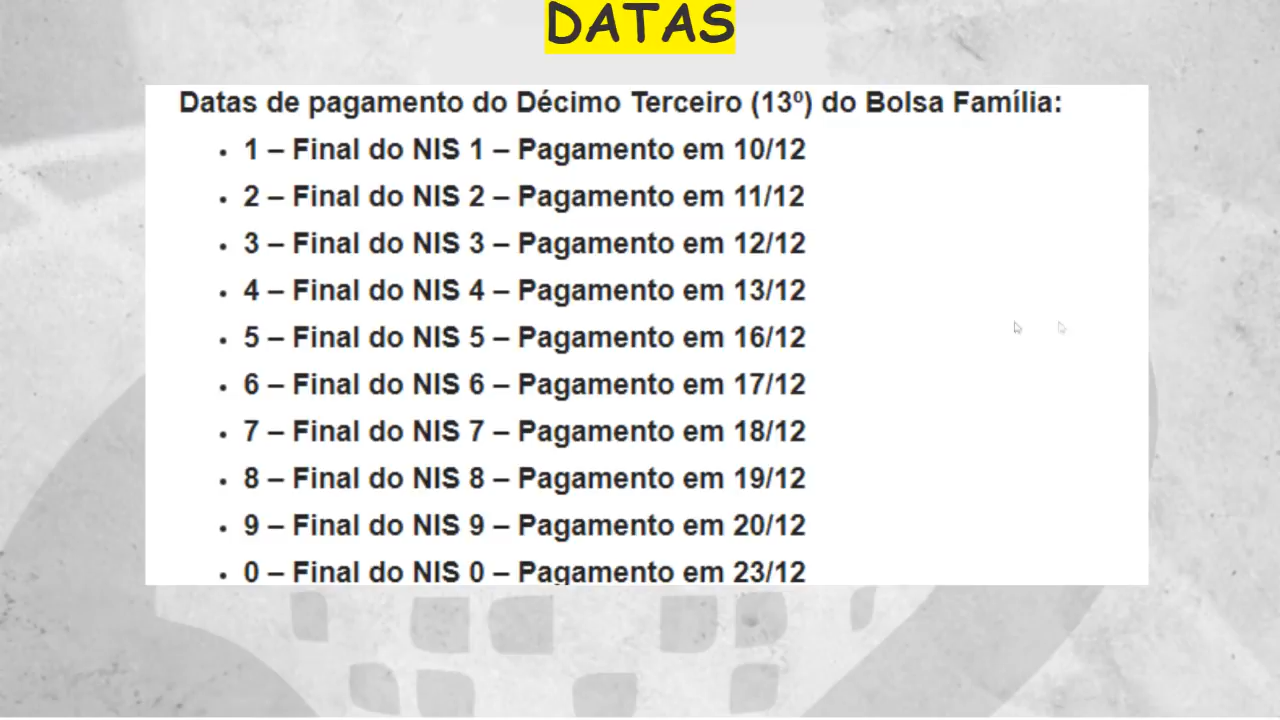 DATAS
Datas de pagamento do Décimo Terceiro (13º) do Bolsa Família:
• 1 – Final do NIS 1 – Pagamento em 10/12
• 2 – Final do NIS 2 – Pagamento em 11/12
• 3 – Final do NIS 3 – Pagamento em 12/12
• 4 – Final do NIS 4 – Pagamento em 13/12
• 5 – Final do NIS 5 – Pagamento em 16/12
• 6 – Final do NIS 6 – Pagamento em 17/12
• 7 – Final do NIS 7 – Pagamento em 18/12
• 8 – Final do NIS 8 – Pagamento em 19/12
• 9 – Final do NIS 9 – Pagamento em 20/12
• 0 – Final do NIS 0 – Pagamento em 23/12